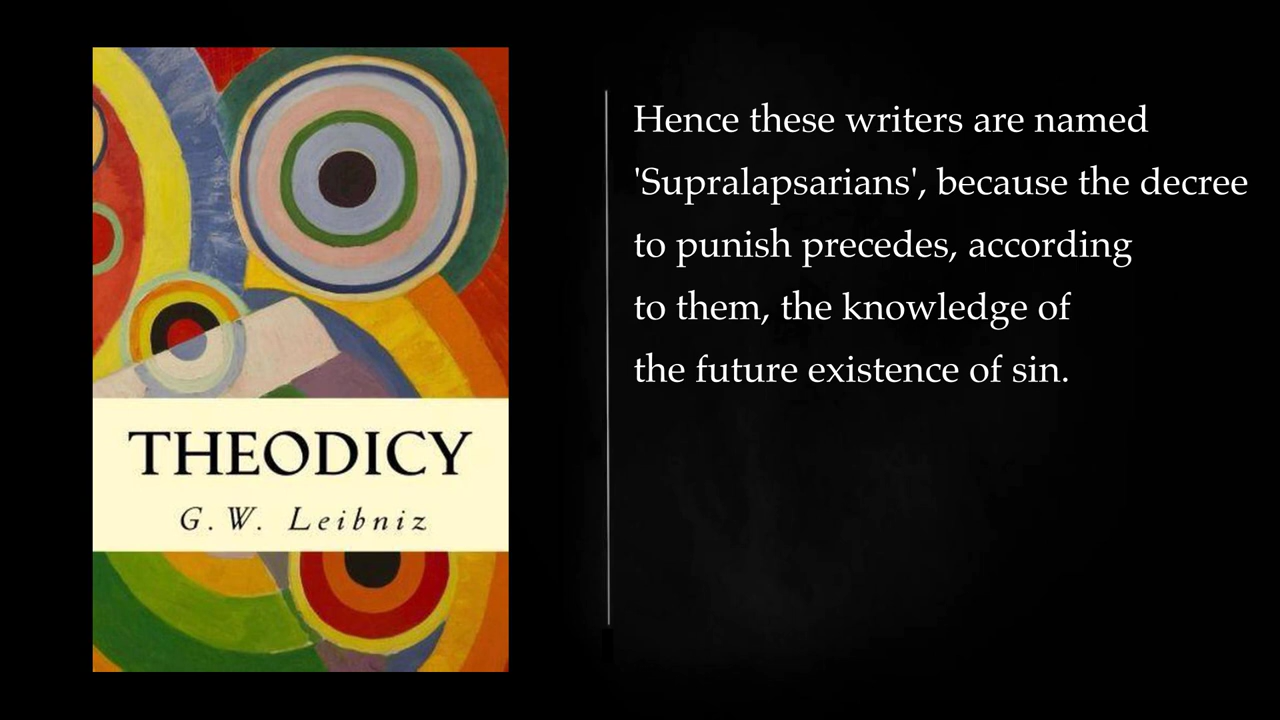 THEODICY
G. W. Leibniz
Hence these writers are named
'Supralapsarians', because the decree
to punish precedes, according
to them, the knowledge of
the future existence of sin.